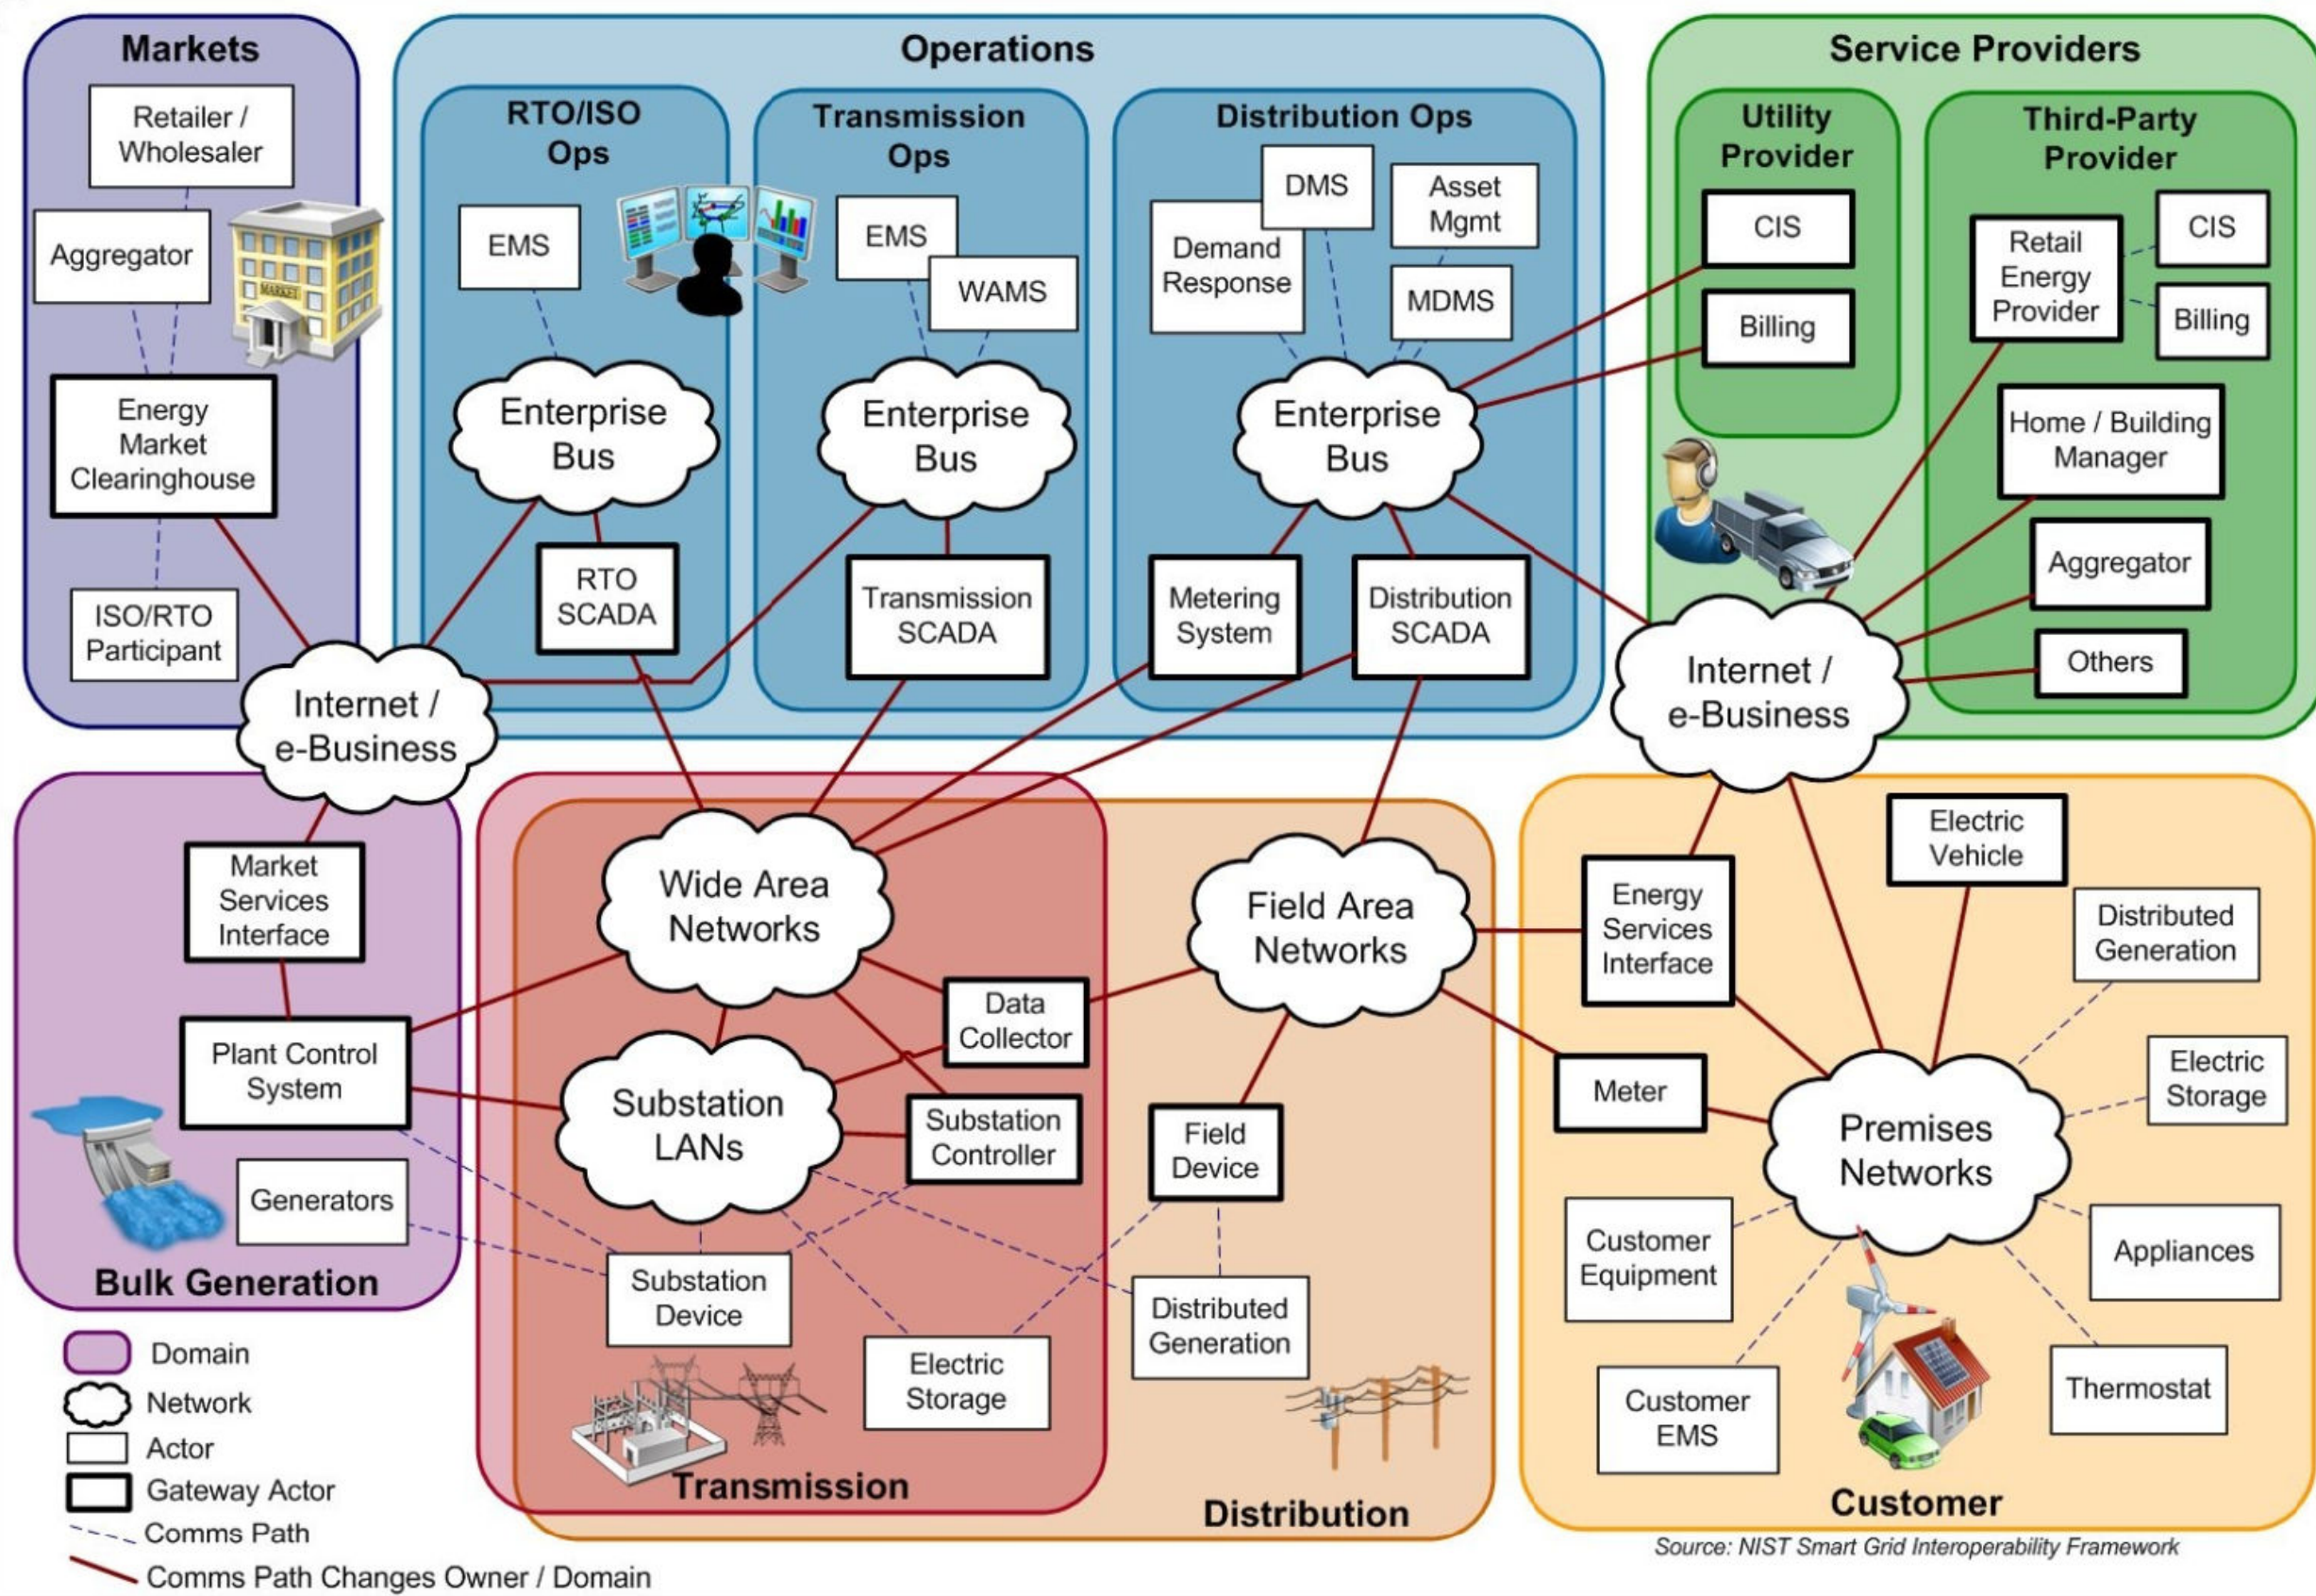 Markets
Retailer /
Wholesaler
Aggregator
MARKET
Energy
Market
Clearinghouse
ISO/RTO
Participant
Internet /
e-Business
Operations
RTO/ISO
Ops
EMS
Enterprise
Bus
RTO
SCADA
Transmission
Ops
EMS
WAMS
Enterprise
Bus
Transmission
SCADA
Distribution Ops
DMS
Demand
Response
Asset
Mgmt
MDMS
Enterprise
Bus
Metering
System
Distribution
SCADA
Service Providers
Utility
Provider
CIS
Billing
Third-Party
Provider
Retail
Energy
Provider
CIS
Billing
Home / Building
Manager
Aggregator
Others
Internet /
e-Business
Market
Services
Interface
Plant Control
System
Generators
Bulk Generation
Wide Area
Networks
Substation
LANs
Data
Collector
Substation
Controller
Substation
Device
Electric
Storage
Transmission
Field Area
Networks
Field
Device
Distributed
Generation
Distribution
Energy
Services
Interface
Electric
Vehicle
Distributed
Generation
Electric
Storage
Meter
Premises
Networks
Customer
Equipment
Appliances
Customer
EMS
Thermostat
Customer
Domain
Network
Actor
Gateway Actor
Comms Path
Comms Path Changes Owner / Domain
Source: NIST Smart Grid Interoperability Framework